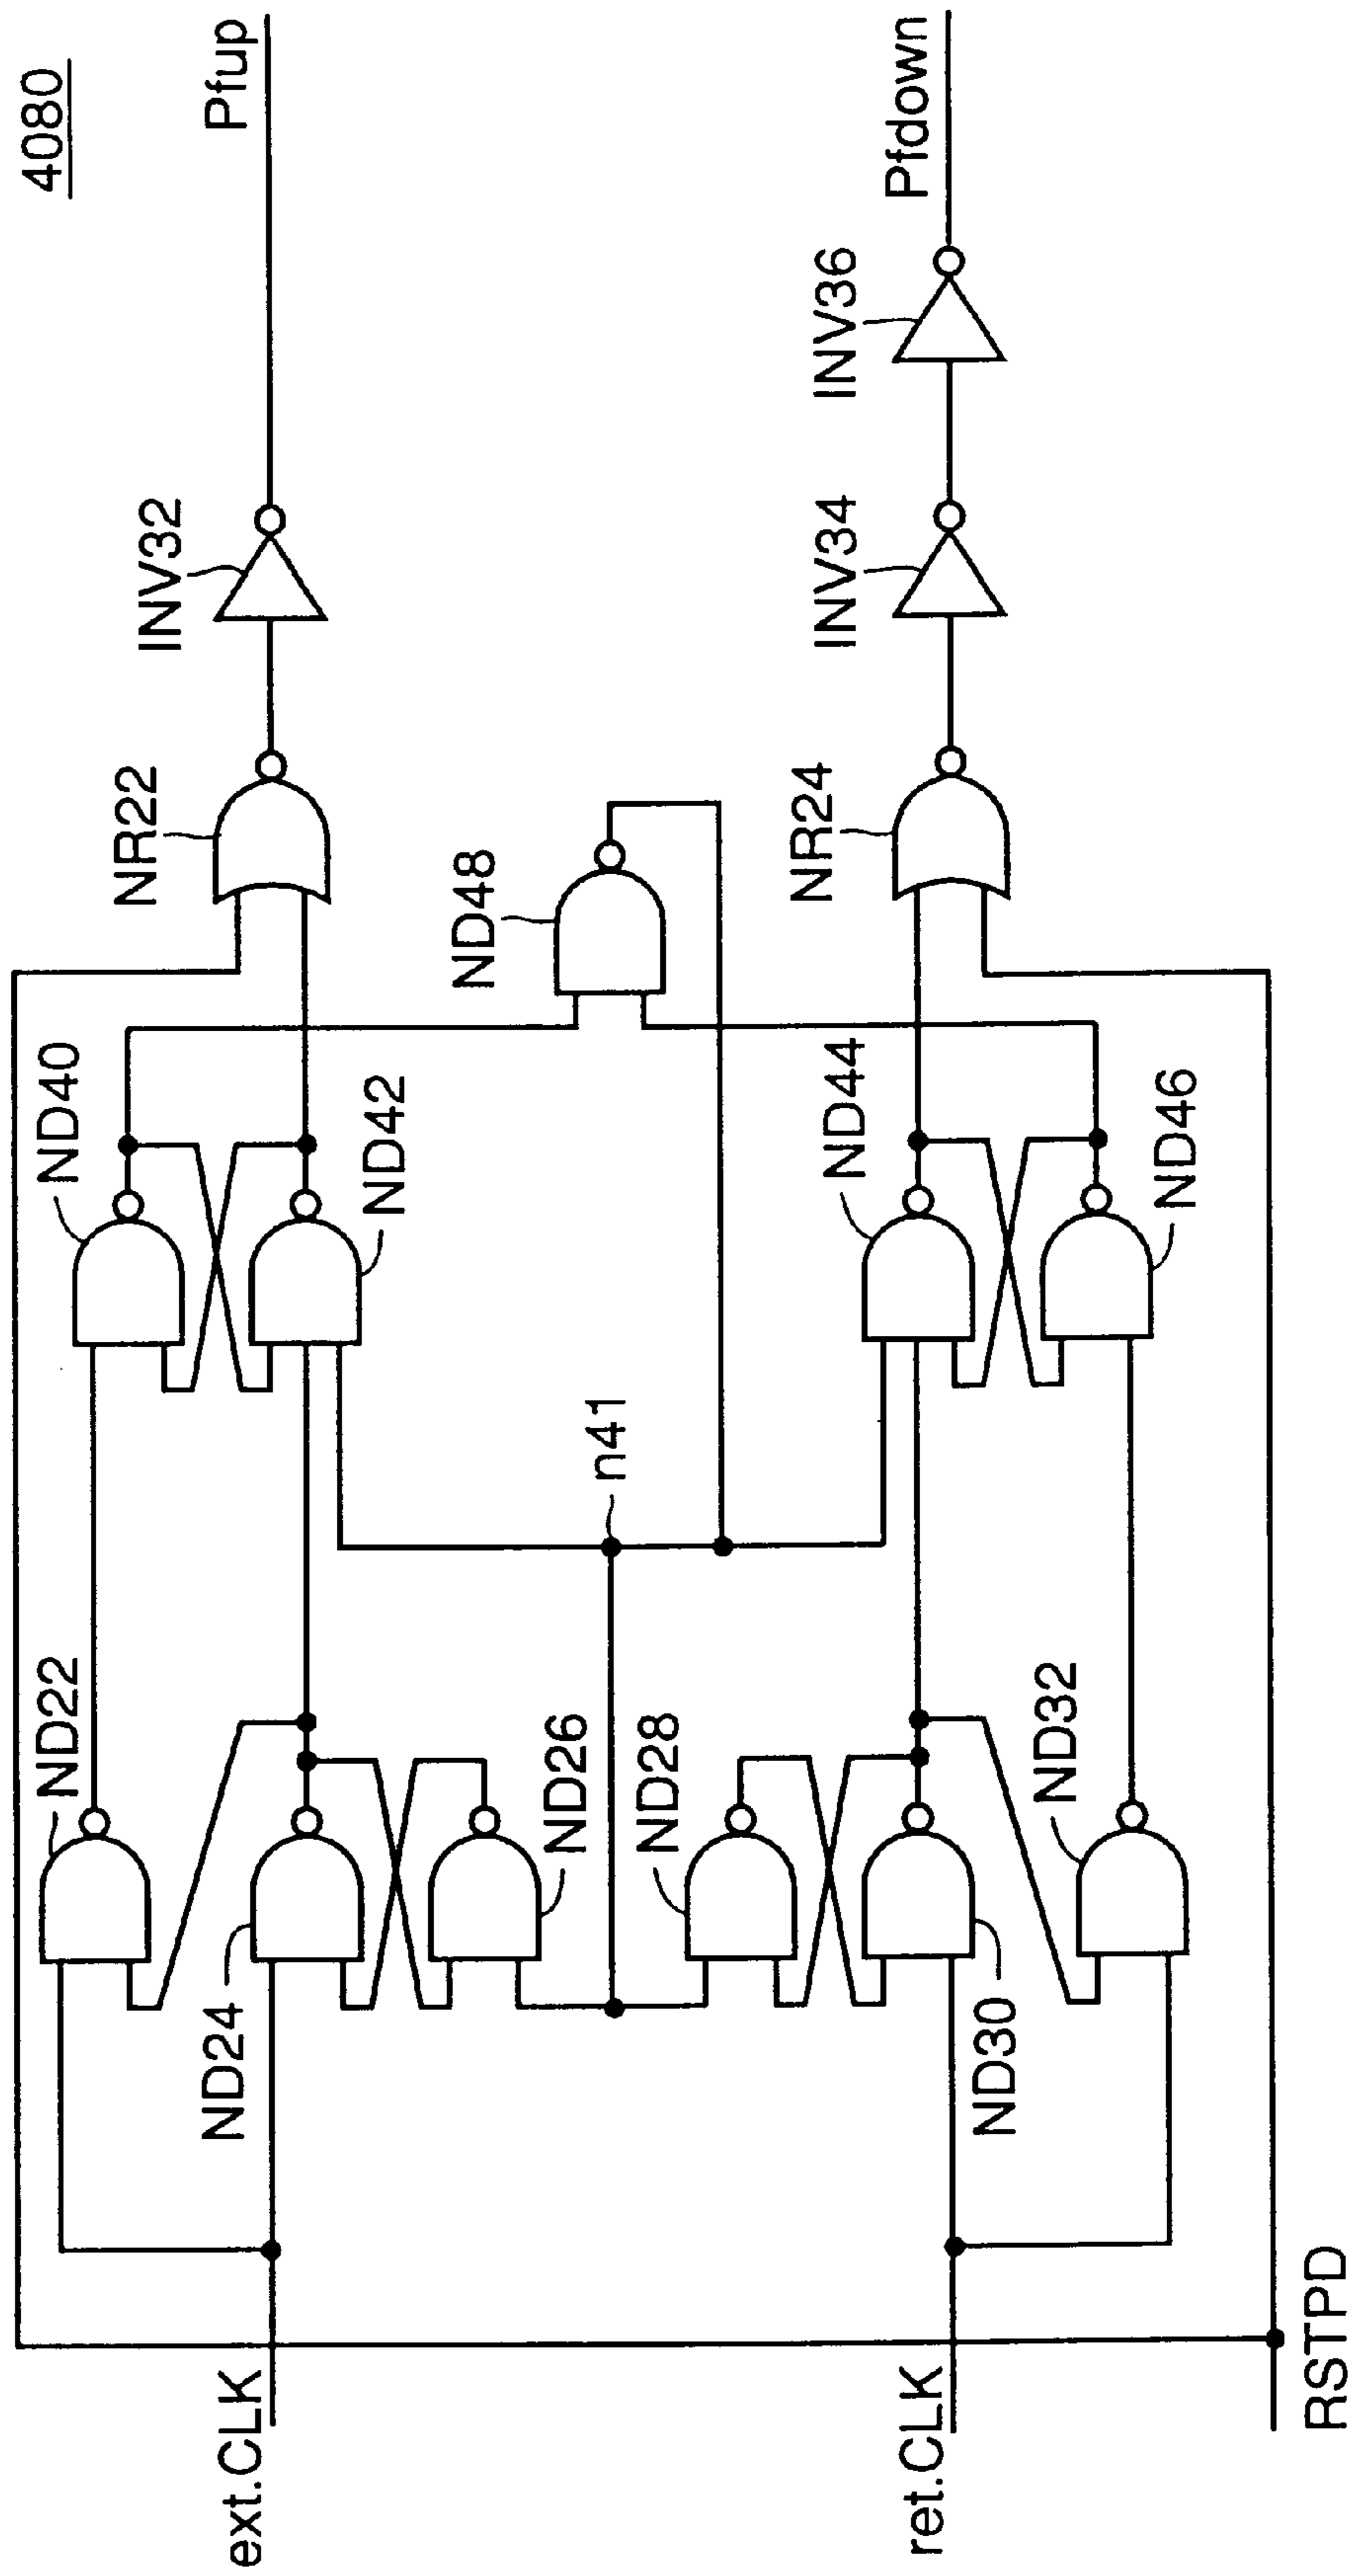 4080
ext.CLK
ND22
ND24
ND26
ND40
ND42
NR22
INV32
Pfup
n41
ND48
ret.CLK
ND28
ND30
ND32
ND44
ND46
NR24
INV34
INV36
Pfdown
RSTPD